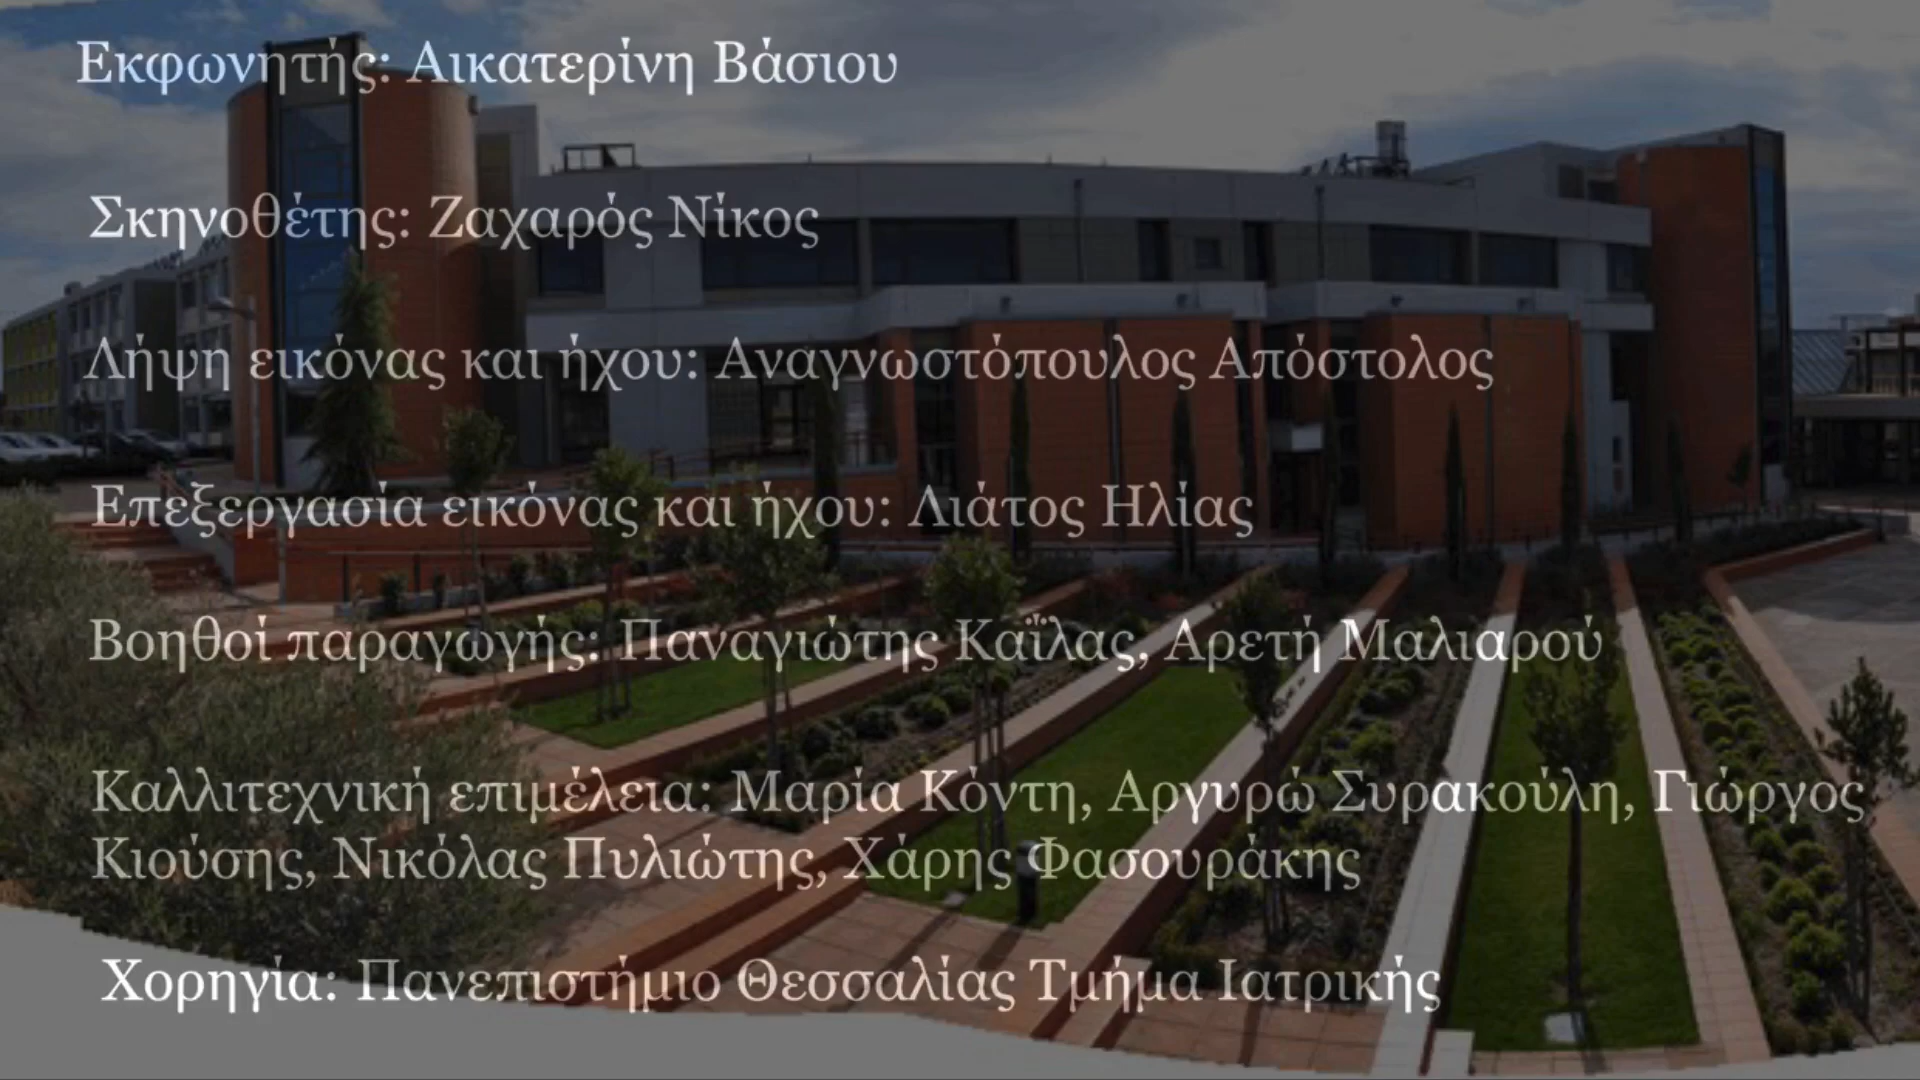 Εκφωνητής: Αικατερίνη Βάσιου
Σκηνοθέτης: Ζαχαρός Νίκος
Λήψη εικόνας και ήχου: Αναγνωστόπουλος Απόστολος
Επεξεργασία εικόνας και ήχου: Λιάτος Ηλίας
Βοηθοί παραγωγής: Παναγιώτης Καϊλας, Αρετή Μαλιαρού
Καλλιτεχνική επιμέλεια: Μαρία Κόντη, Αργυρώ Συρακούλη, Γιώργος
Κιούσης, Νικόλας Πυλιώτης, Χάρης Φασουράκης
Χορηγία: Πανεπιστήμιο Θεσσαλίας Τμήμα Ιατρικής